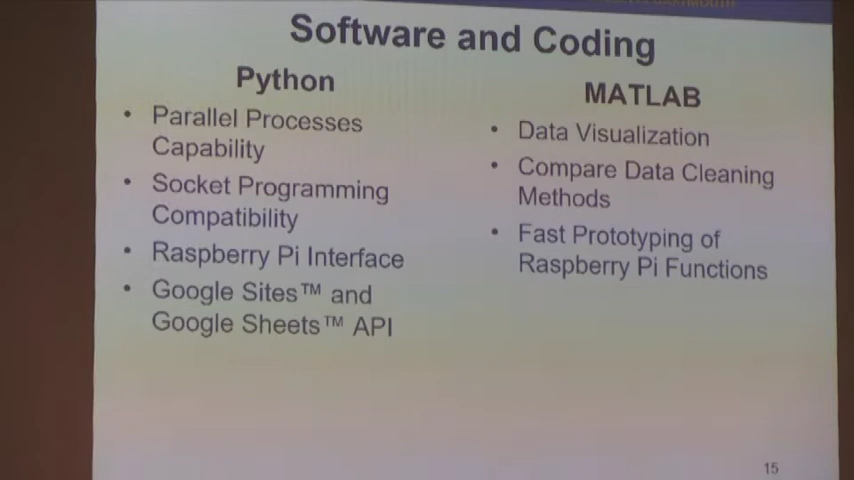 Software and Coding
Python
• Parallel Processes
Capability
• Socket Programming
Compatibility
• Raspberry Pi Interface
• Google Sites™ and
Google Sheets™ API
MATLAB
• Data Visualization
• Compare Data Cleaning
Methods
• Fast Prototyping of
Raspberry Pi Functions
15